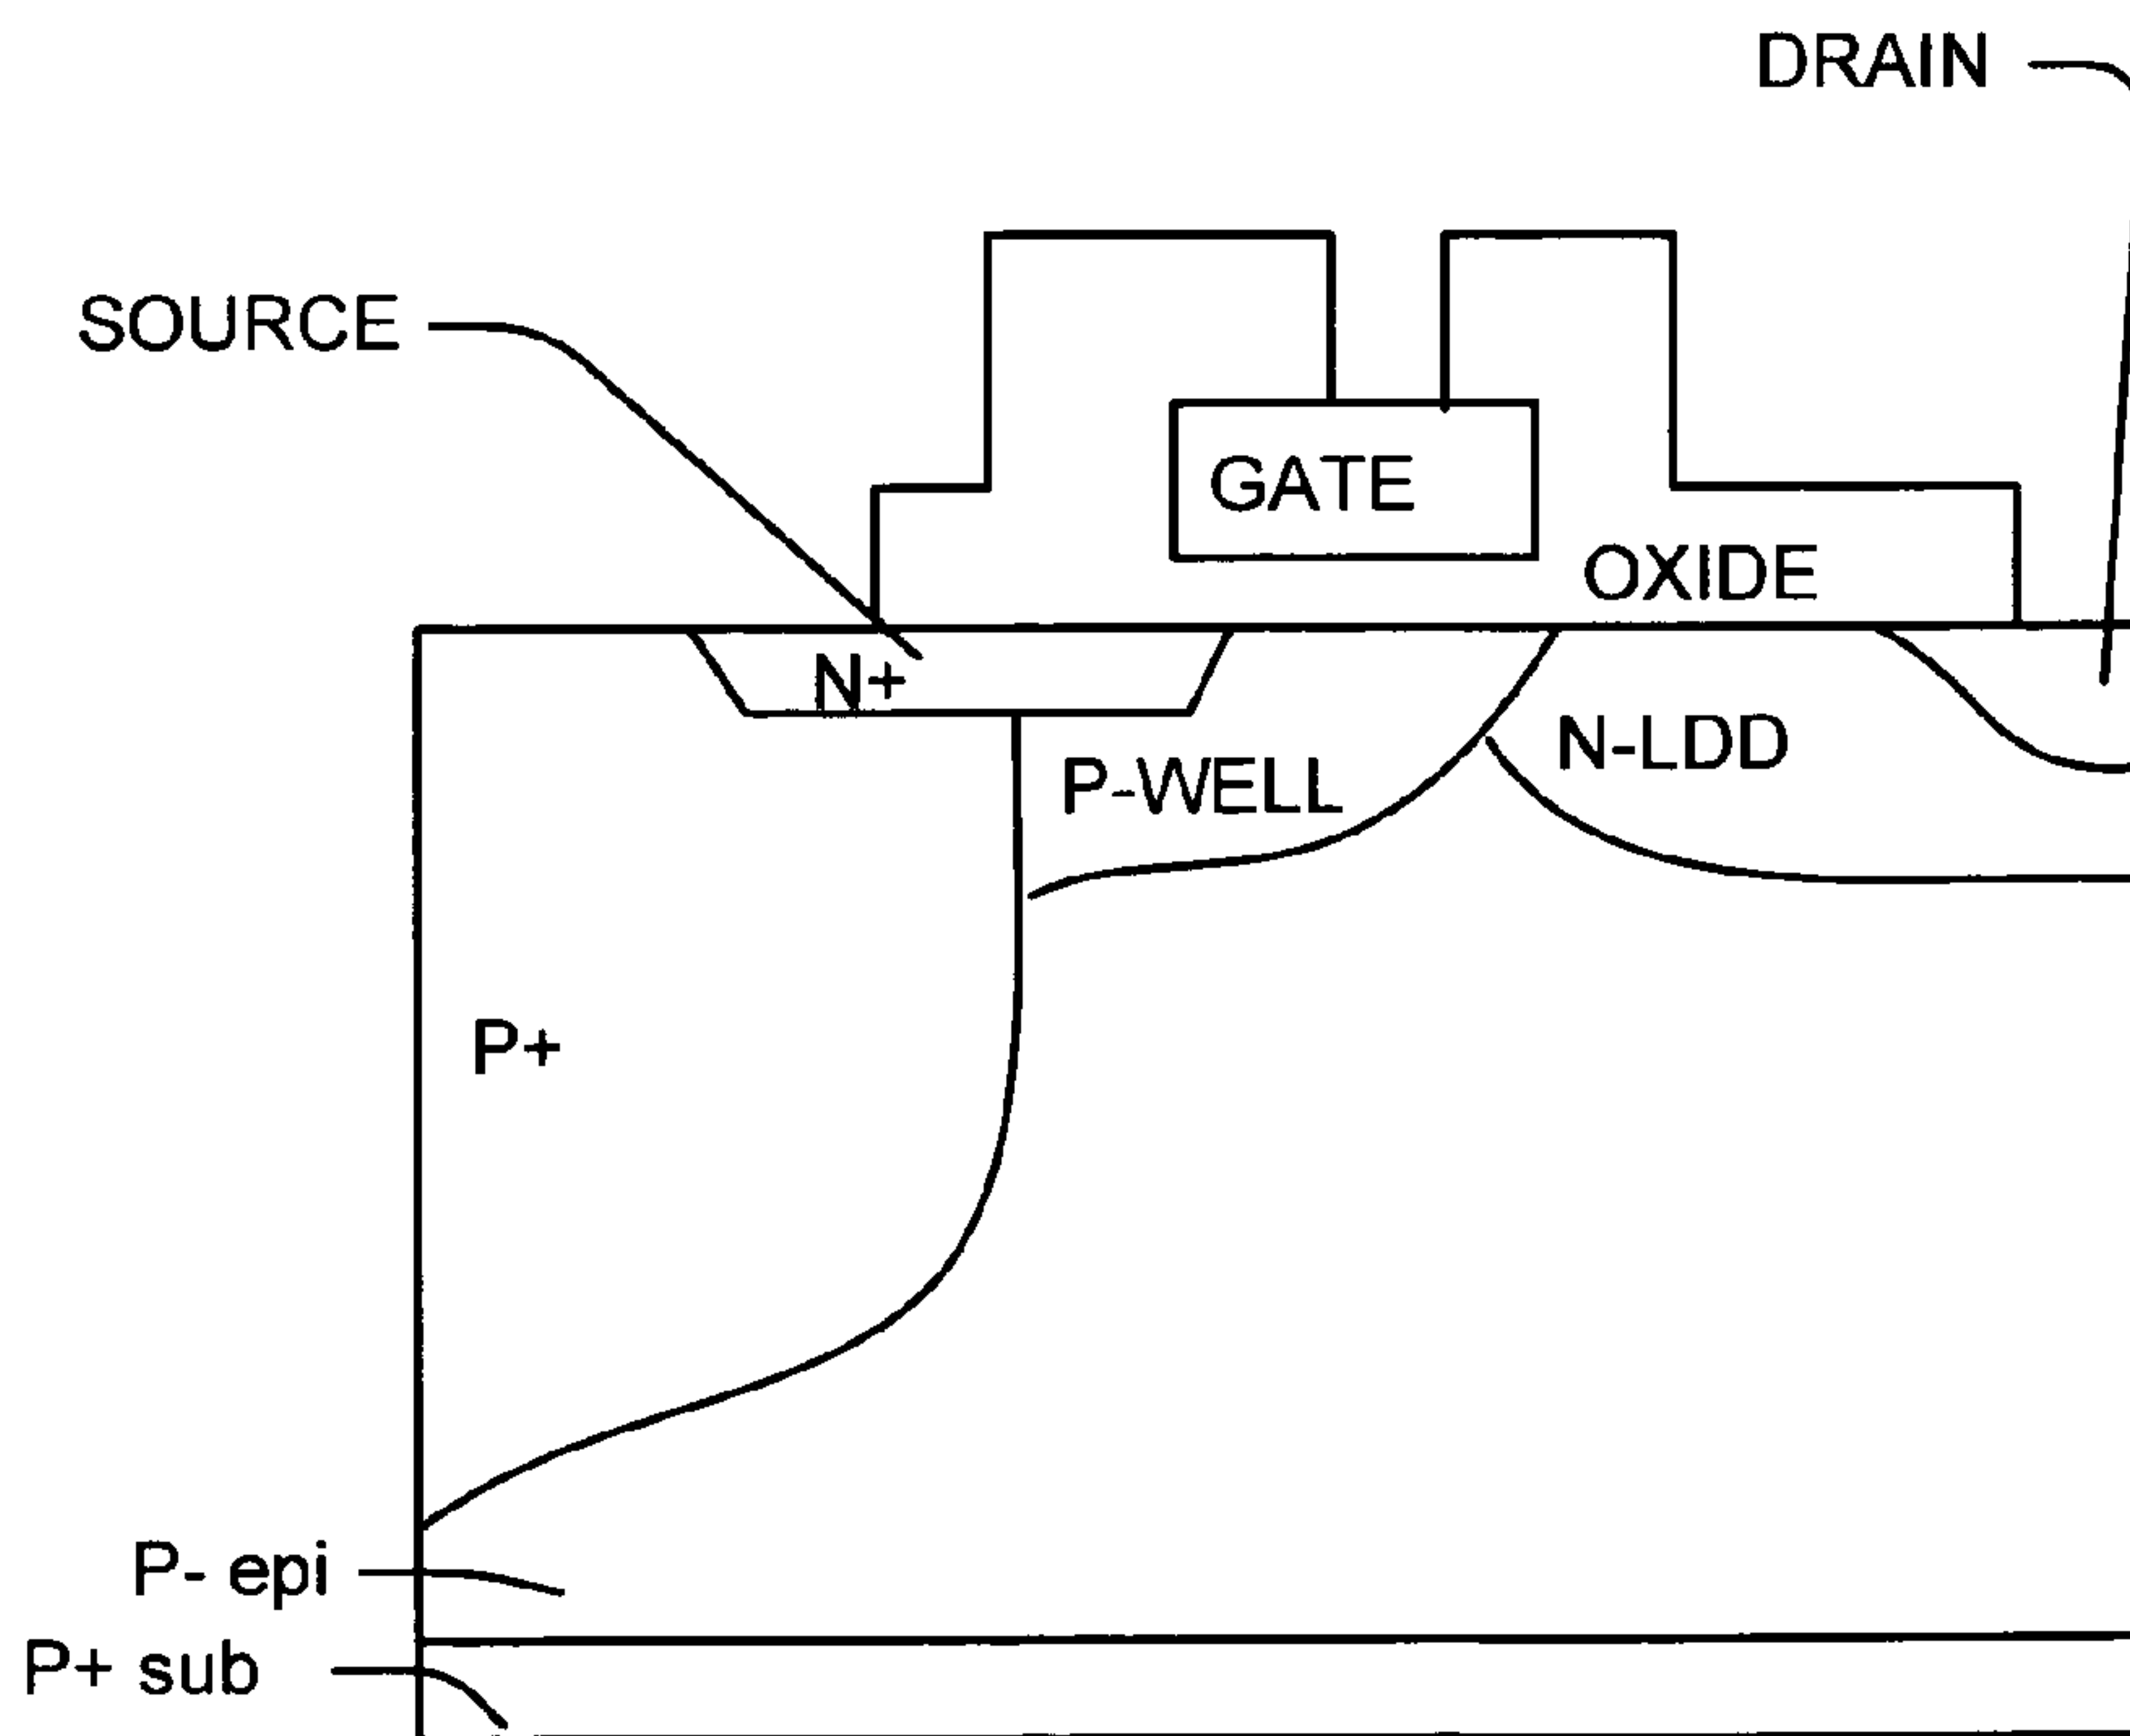 DRAIN
SOURCE
GATE
OXIDE
N+
N-LDD
P-WELL
P+
P- epi
P+ sub